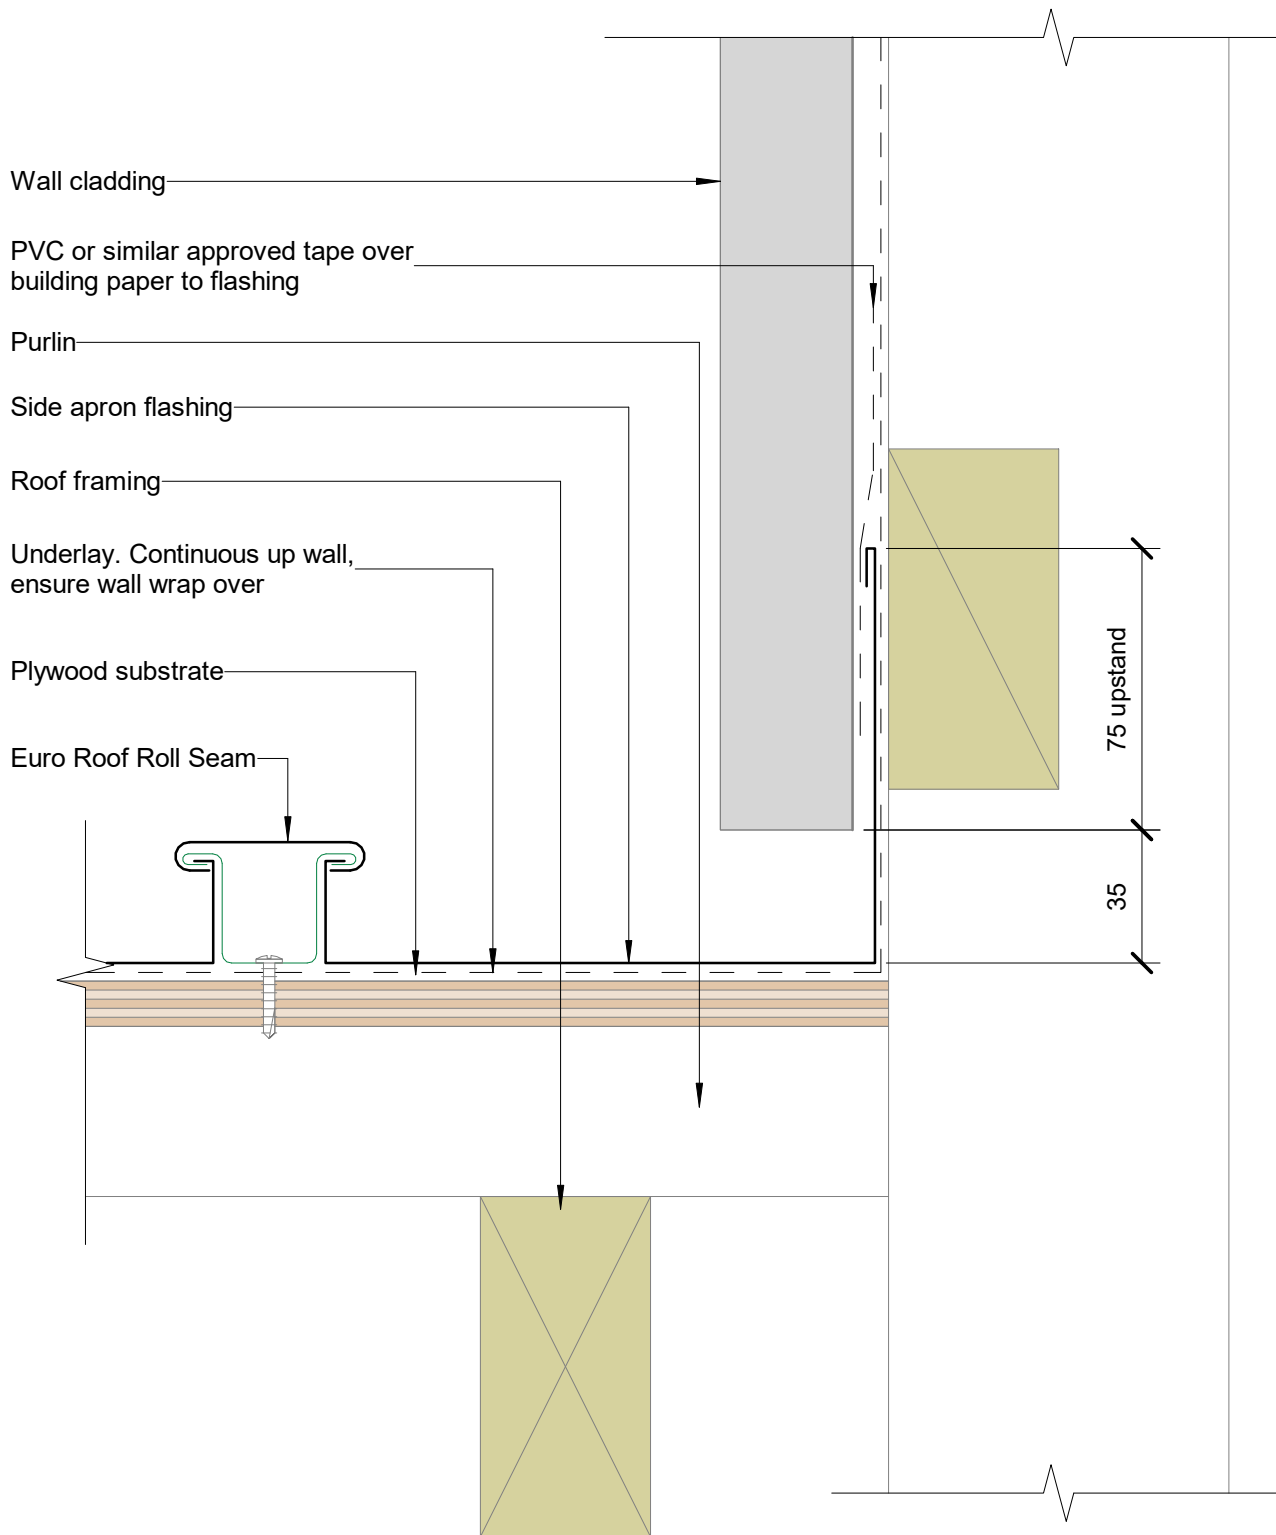 Wall cladding
PVC or similar approved tape over
building paper to flashing
Purlin
Side apron flashing
Roof framing
Underlay. Continuous up wall,
ensure wall wrap over
Plywood substrate
Euro Roof Roll Seam
75 upstand
35